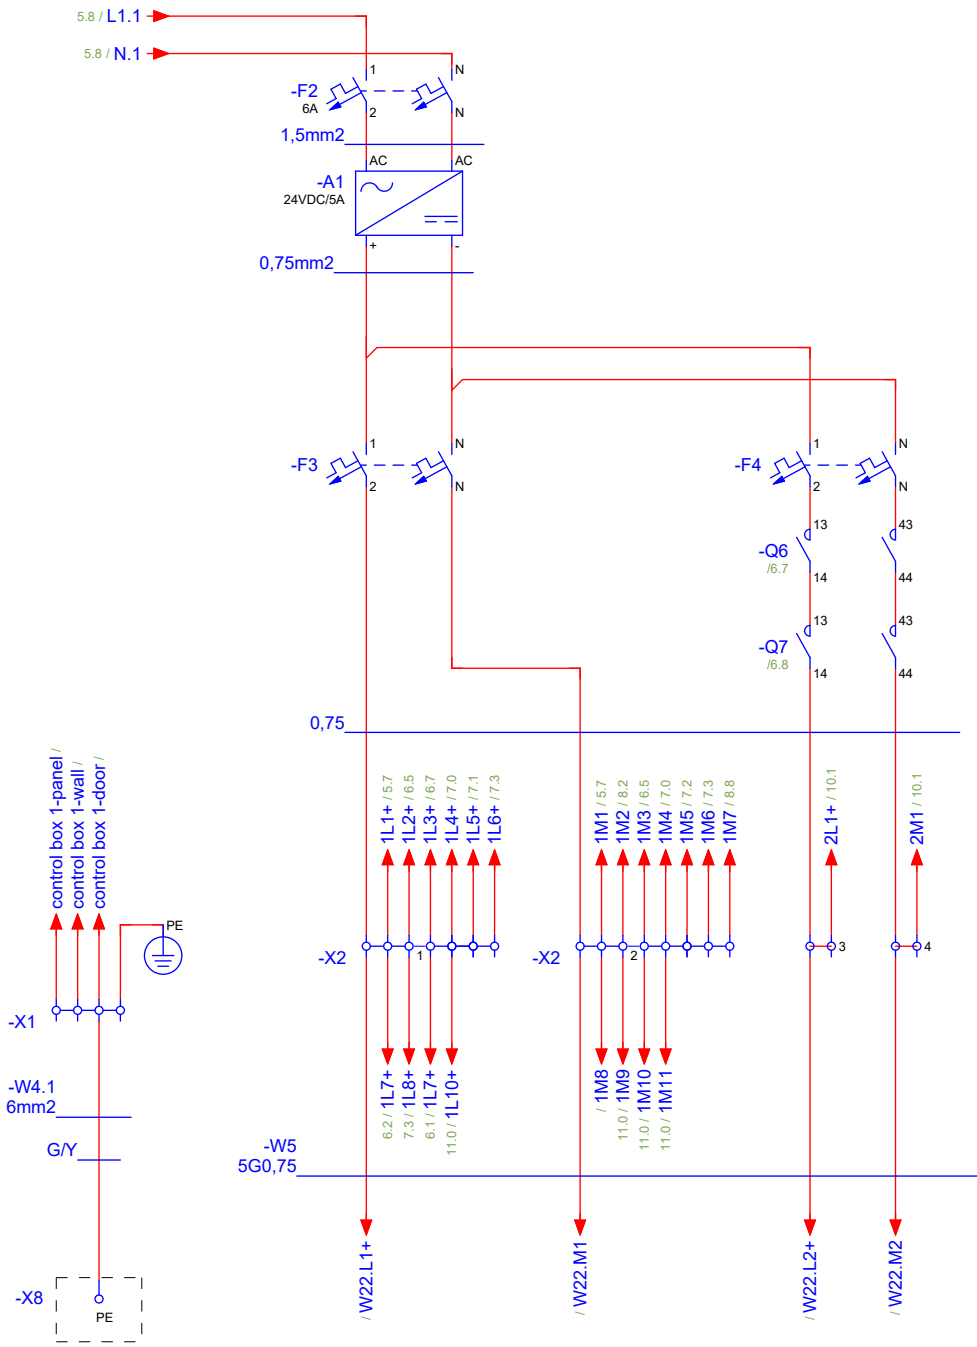 5.8 / L1.1
5.8 / N.1
1
N
-F2
6A
2
N
1,5mm2
AC
AC
-A1
24VDC/5A
+
-
0,75mm2
1
N
1
N
-F3
-F4
2
N
2
N
13
43
-Q6
/6.7
14
44
13
43
-Q7
/6.8
14
44
0,75
control box 1-panel /
control box 1-wall /
control box 1-door /
1L1+ / 5.7
1L2+ / 6.5
1L3+ / 6.7
1L4+ / 7.0
1L5+ / 7.1
1L6+ / 7.3
1M1 / 5.7
1M2 / 8.2
1M3 / 6.5
1M4 / 7.0
1M5 / 7.2
1M6 / 7.3
1M7 / 8.8
2L1+ / 10.1
2M1 / 10.1
PE
-X2
1
-X2
2
3
4
-X1
6.2 / 1L7+
7.3 / 1L8+
6.1 / 1L7+
11.0 / 1L10+
/ 1M8
11.0 / 1M9
11.0 / 1M10
11.0 / 1M11
-W4.1
6mm2
G/Y
-W5
5G0,75
/ W22.L1+
/ W22.M1
/ W22.L2+
/ W22.M2
-X8
PE